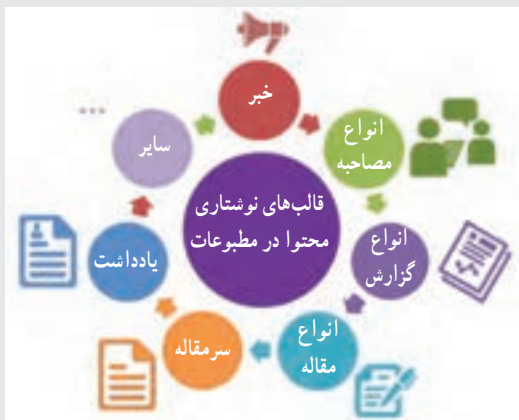 قالب‌های نوشتاری
محتوا در مطبوعات
خبر
انواع
مصاحبه
انواع
گزارش
انواع
مقاله
سرمقاله
یادداشت
سایر
...